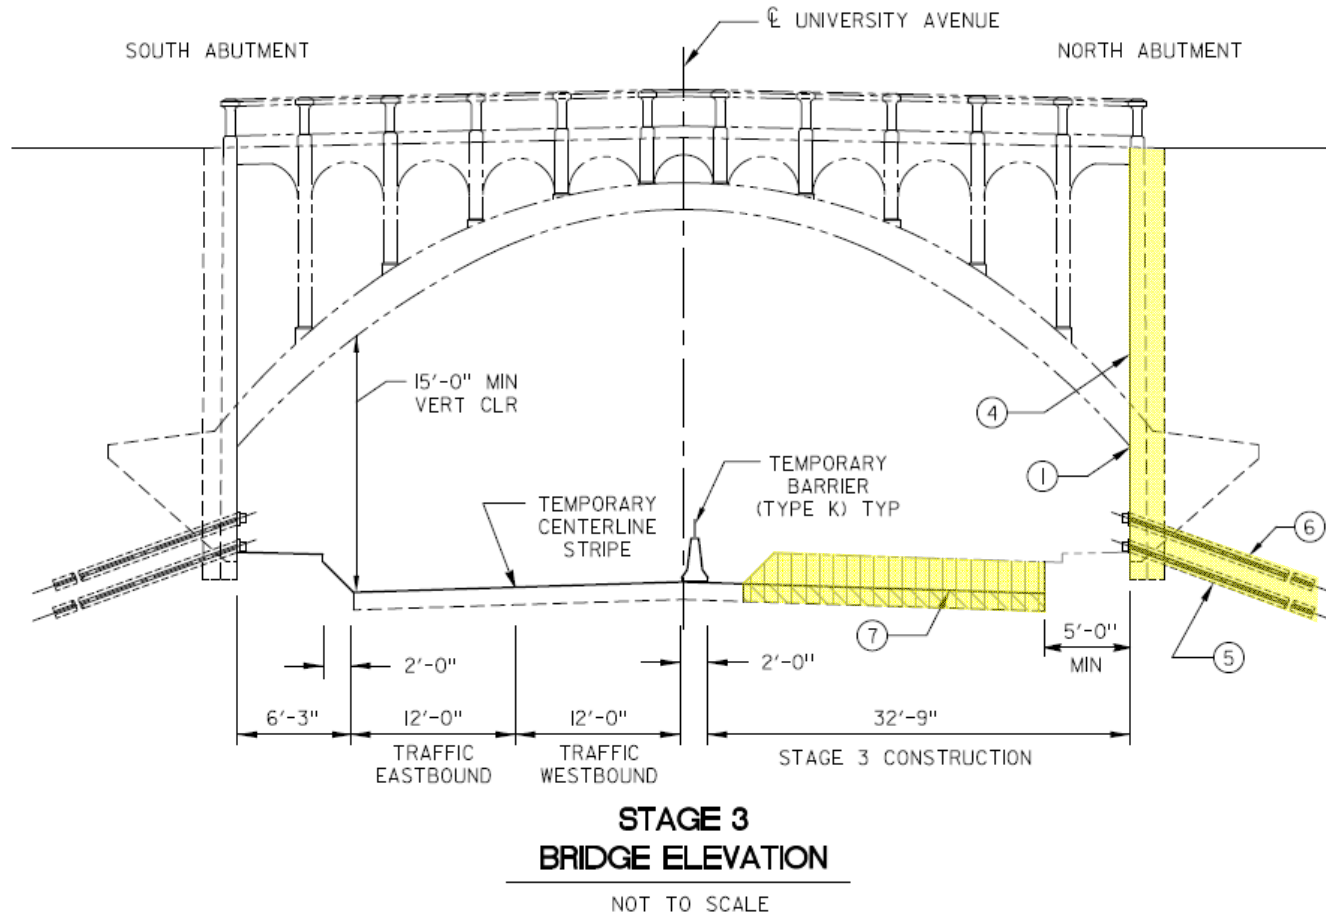 ℄ UNIVERSITY AVENUE
SOUTH ABUTMENT
NORTH ABUTMENT
15'-0" MIN
VERT CLR
4
TEMPORARY
BARRIER
(TYPE K) TYP
1
TEMPORARY
CENTERLINE
STRIPE
6
7
5'-0"
MIN
5
2'-0"
2'-0"
6'-3"
12'-0"
12'-0"
32'-9"
TRAFFIC
EASTBOUND
TRAFFIC
WESTBOUND
STAGE 3 CONSTRUCTION
STAGE 3
BRIDGE ELEVATION
NOT TO SCALE